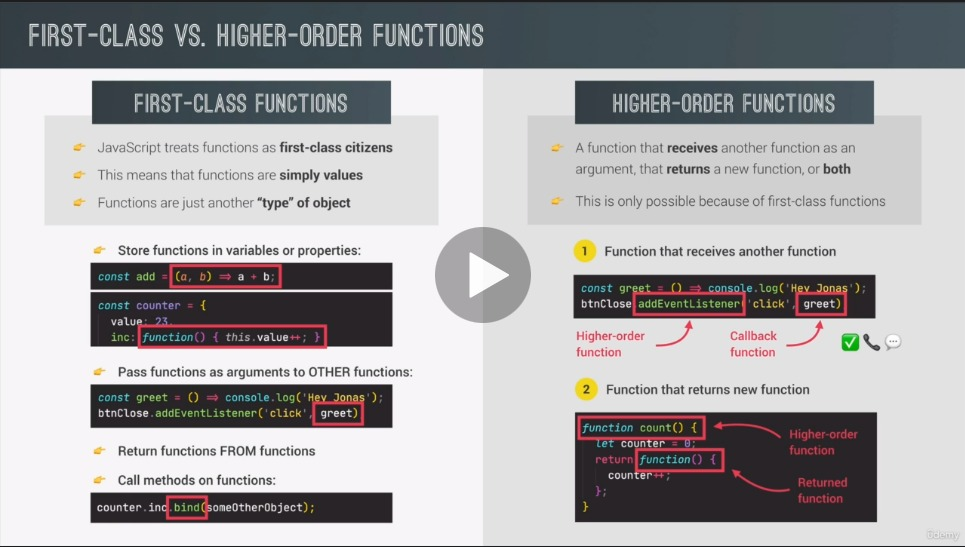 FIRST-CLASS VS. HIGHER-ORDER FUNCTIONS
FIRST-CLASS FUNCTIONS
JavaScript treats functions as first-class citizens
This means that functions are simply values
Functions are just another “type” of object
Store functions in variables or properties:
const add = (a, b) ⇒ a + b;
const counter = {
value: 23,
inc: function() { this.value++; }
Pass functions as arguments to OTHER functions:
const greet = () ⇒ console.log('Hey Jonas');
btnClose.addEventListener('click', greet)
Return functions FROM functions
Call methods on functions:
counter.inc.bind(someOtherObject);
HIGHER-ORDER FUNCTIONS
A function that receives another function as an
argument, that returns a new function, or both
This is only possible because of first-class functions
1 Function that receives another function
const greet = () ⇒ console.log('Hey Jonas');
btnClose.addEventListener('click', greet)
Higher-order
function
Callback
function
2 Function that returns new function
function count() {
let counter = 0;
return function() {
counter++;
};
}
Higher-order
function
Returned
function
Udemy